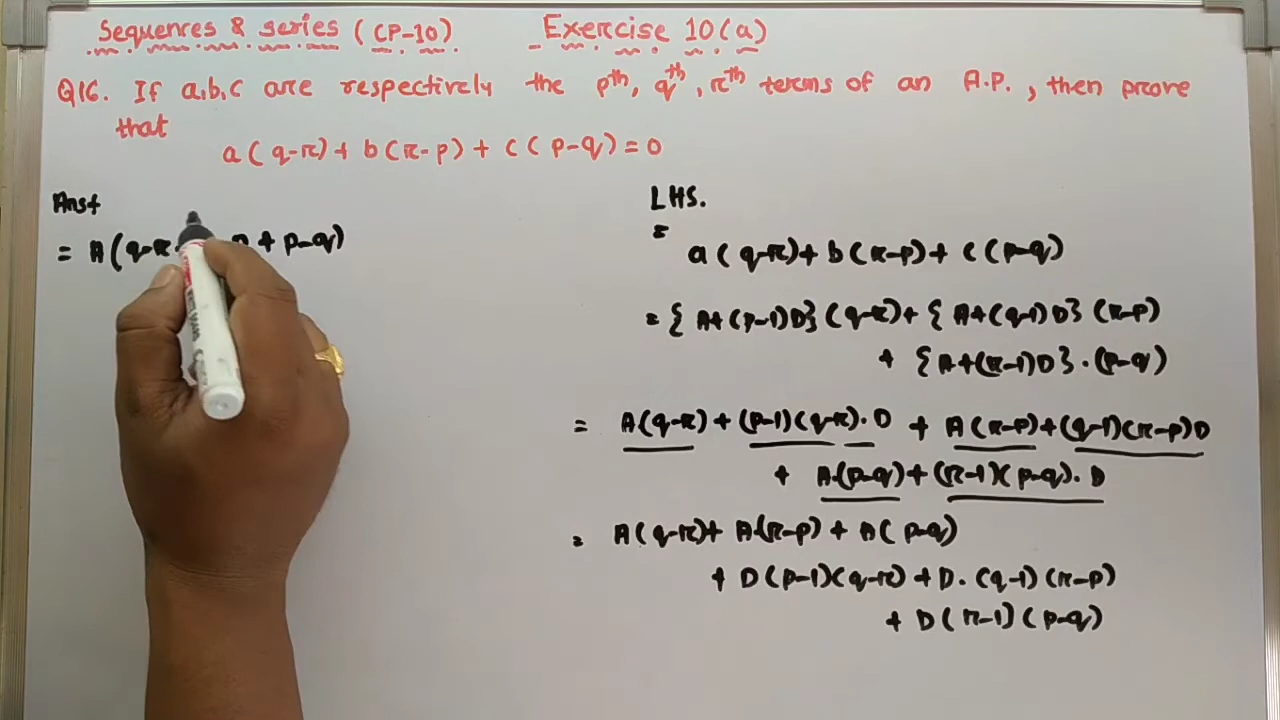 Sequences & series (CP-10) Exercise 10(a)
Q16. If a,b,c are respectively the pth, qth, rth terms of an A.P., then prove
that
a(q-r)+ b(r-p)+ c(p-q)=0
Ans:
= A(q-r + p-q)
LHS.
=
a(q-r)+ b(r-p)+ c(p-q)
= { A+(p-1)D}(q-r)+ { A+(q-1)D}(r-p)
+ {A+(r-1)D}.(p-q)
= A(q-r)+(p-1)(q-r).D + A(r-p)+(q-1)(r-p)D
+ A.(p-q)+(r-1)(p-q).D
= A(q-r)+ A(r-p)+ A(p-q)
+ D(p-1)(q-r)+D.(q-1)(r-p)
+ D(r-1)(p-q)